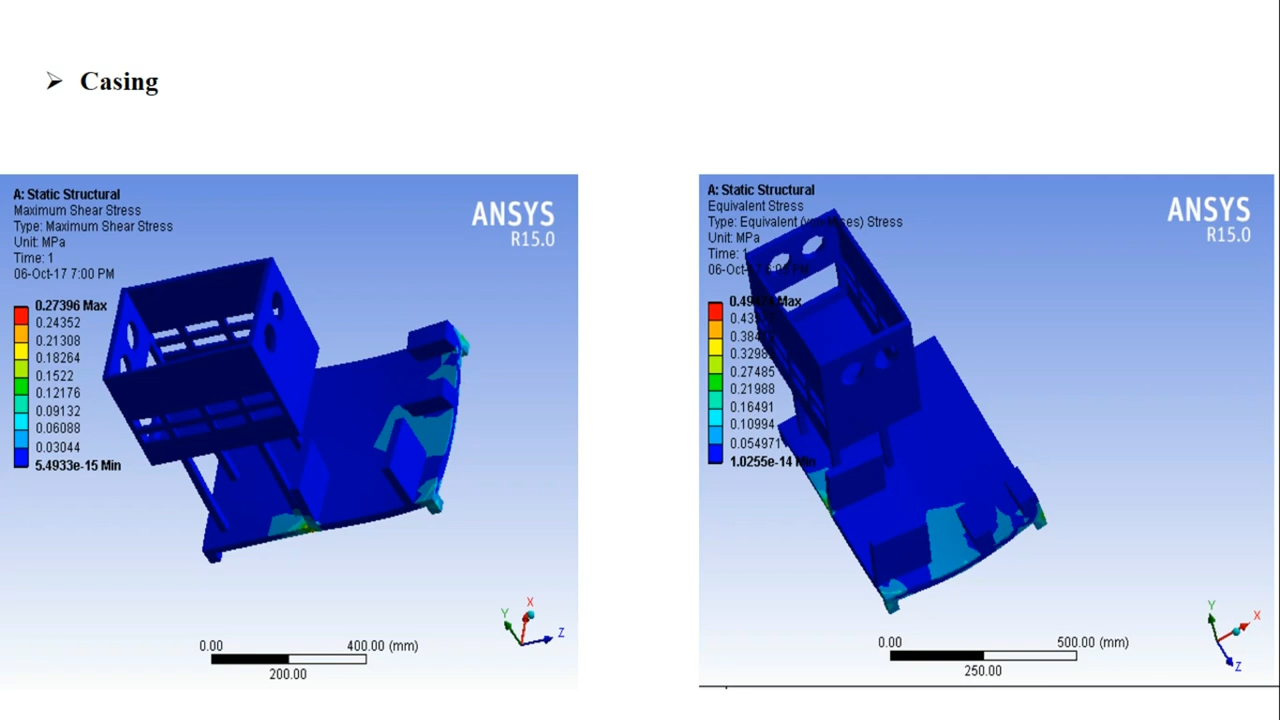 ➢ Casing
A: Static Structural
Maximum Shear Stress
Type: Maximum Shear Stress
Unit: MPa
Time: 1
06-Oct-17 7:00 PM
ANSYS
R15.0
0.27396 Max
0.24352
0.21308
0.18264
0.1522
0.12176
0.09132
0.06088
0.03044
5.4933e-15 Min
Y
X
Z
0.00
400.00 (mm)
200.00
A: Static Structural
Equivalent Stress
Type: Equivalent Stress
Unit: MPa
Time: 1
06-Oct
ANSYS
R15.0
Max
0.27485
0.21988
0.16491
0.10994
0.054971
1.0255e-14 Min
Y
X
Z
0.00
500.00 (mm)
250.00